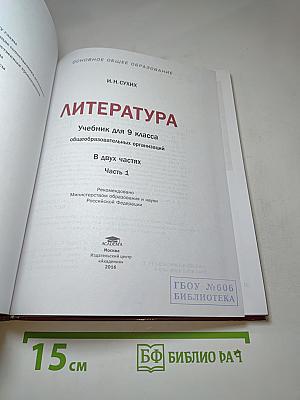 ОСНОВНОЕ ОБЩЕЕ ОБРАЗОВАНИЕ
И. Н. СУХИХ
ЛИТЕРАТУРА
Учебник для 9 класса
общеобразовательных организаций
В двух частях
Часть 1
Рекомендовано
Министерством образования и науки
Российской Федерации
ACADEMA
Москва
Издательский центр
«Академия»
2016
ГБОУ №606
БИБЛИОТЕКА
15 см
БФ БИБЛИО